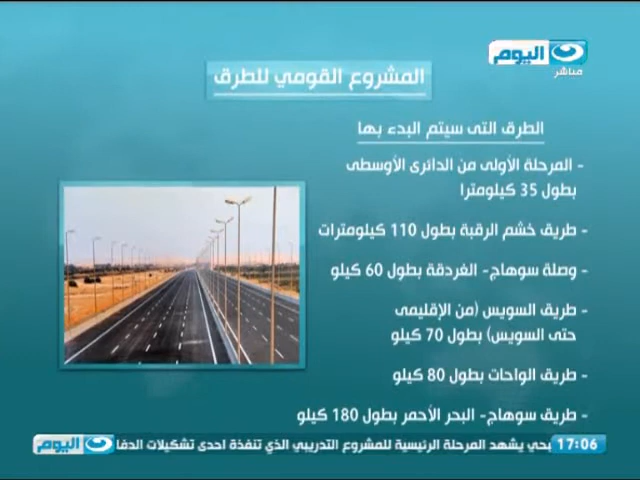 اليوم
مباشر
المشروع القومي للطرق
الطرق التى سيتم البدء بها
- المرحلة الأولى من الدائرى الأوسطى
بطول 35 كيلومترا
- طريق خشم الرقبة بطول 110 كيلومترات
- وصلة سوهاج- الغردقة بطول 60 كيلو
- طريق السويس (من الإقليمى
حتى السويس) بطول 70 كيلو
- طريق الواحات بطول 80 كيلو
- طريق سوهاج- البحر الأحمر بطول 180 كيلو
17:06 بحي يشهد المرحلة الرئيسية للمشروع التدريبي الذي تنفذة احدى تشكيلات الدفا اليوم